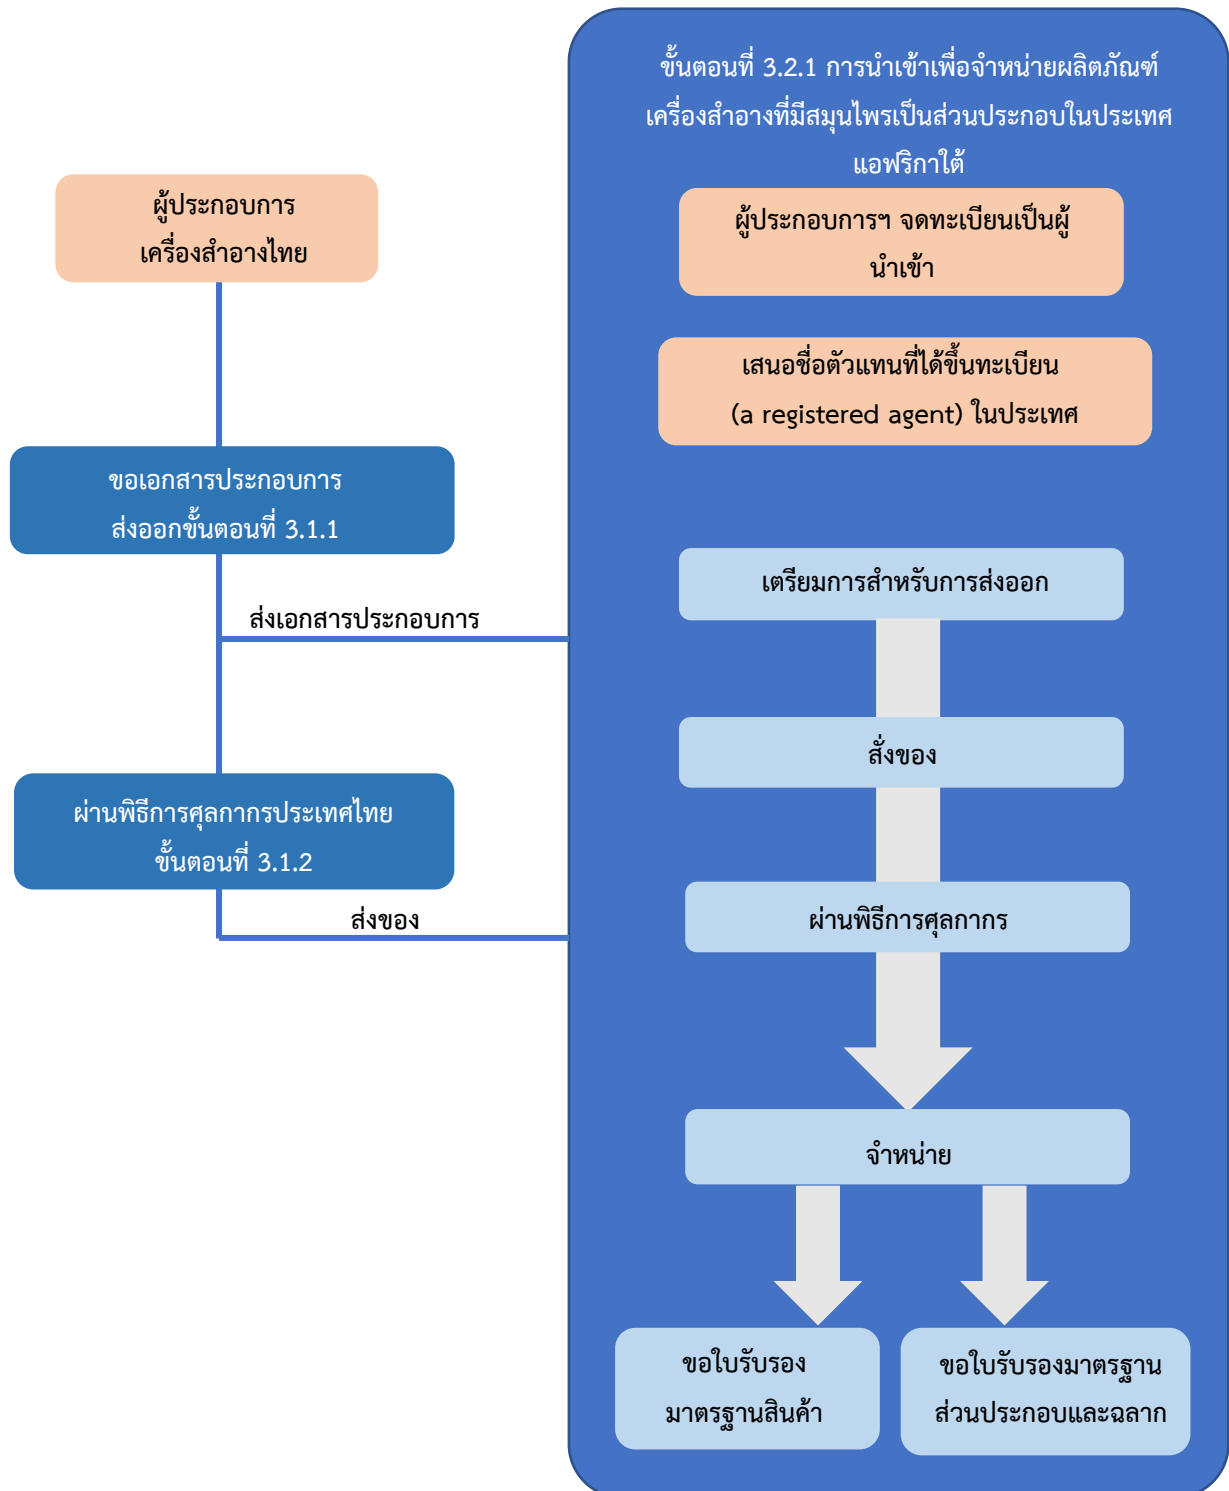 ขั้นตอนที่ 3.2.1 การนำเข้าเพื่อจำหน่ายผลิตภัณฑ์
เครื่องสำอางที่มีสมุนไพรเป็นส่วนประกอบในประเทศ
แอฟริกาใต้
ผู้ประกอบการ
เครื่องสำอางไทย
ผู้ประกอบการฯ จดทะเบียนเป็นผู้
นำเข้า
เสนอชื่อตัวแทนที่ได้ขึ้นทะเบียน
(a registered agent) ในประเทศ
ขอเอกสารประกอบการ
ส่งออกขั้นตอนที่ 3.1.1
เตรียมการสำหรับการส่งออก
ส่งเอกสารประกอบการ
สั่งของ
ผ่านพิธีการศุลกากรประเทศไทย
ขั้นตอนที่ 3.1.2
ส่งของ
ผ่านพิธีการศุลกากร
จำหน่าย
ขอใบรับรอง
มาตรฐานสินค้า
ขอใบรับรองมาตรฐาน
ส่วนประกอบและฉลาก